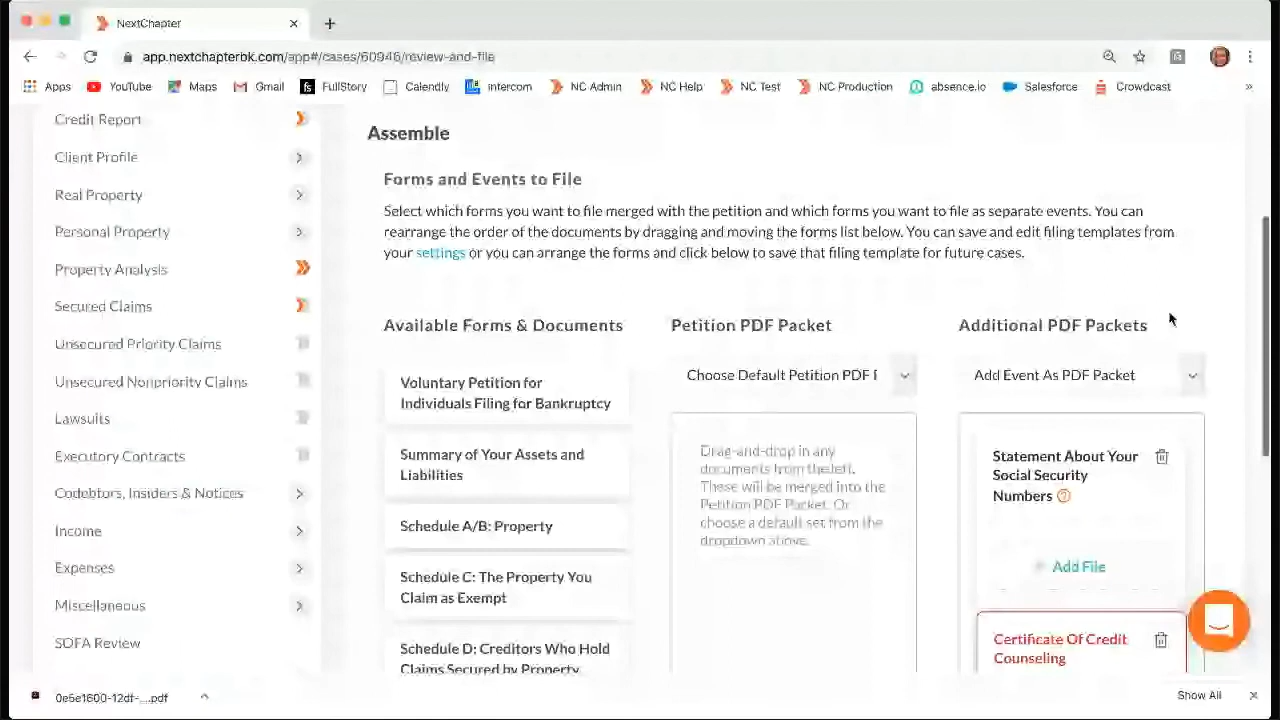 NextChapter
app.nextchapterbk.com/app#/cases/60946/review-and-file
Apps YouTube Maps Gmail FullStory Calendly intercom NC Admin NC Help NC Test NC Production absence.io Salesforce Crowdcast »
Credit Report
Client Profile
Real Property
Personal Property
Property Analysis
Secured Claims
Unsecured Priority Claims
Unsecured Nonpriority Claims
Lawsuits
Executory Contracts
Codebtors, Insiders & Notices
Income
Expenses
Miscellaneous
SOFA Review
Assemble
Forms and Events to File
Select which forms you want to file merged with the petition and which forms you want to file as separate events. You can
rearrange the order of the documents by dragging and moving the forms list below. You can save and edit filing templates from
your settings or you can arrange the forms and click below to save that filing template for future cases.
Available Forms & Documents
Voluntary Petition for
Individuals Filing for Bankruptcy
Summary of Your Assets and
Liabilities
Schedule A/B: Property
Schedule C: The Property You
Claim as Exempt
Schedule D: Creditors Who Hold
Claims Secured by Property
Petition PDF Packet
Choose Default Petition PDF
Drag-and-drop in any
documents from the left.
These will be merged into the
Petition PDF Packet. Or
choose a default set from the
dropdown above.
Additional PDF Packets
Add Event As PDF Packet
Statement About Your
Social Security
Numbers ?
Add File
Certificate Of Credit
Counseling
0e5e1600-12df-....pdf
Show All